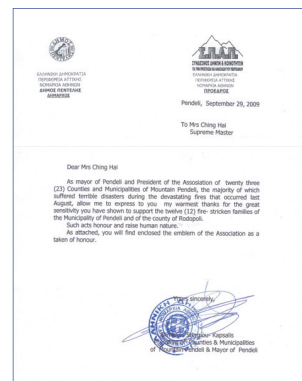 ΕΛΛΗΝΙΚΗ ΔΗΜΟΚΡΑΤΙΑ
ΠΕΡΙΦΕΡΕΙΑ ΑΤΤΙΚΗΣ
ΝΟΜΑΡΧΙΑ ΑΘΗΝΩΝ
ΔΗΜΟΣ ΠΕΝΤΕΛΗΣ
ΔΗΜΑΡΧΟΣ
Σ.Π.Α.Π.
ΣΥΝΔΕΣΜΟΣ ΔΗΜΩΝ & ΚΟΙΝΟΤΗΤΩΝ
ΕΛΛΗΝΙΚΗ ΔΗΜΟΚΡΑΤΙΑ
ΠΕΡΙΦΕΡΕΙΑ ΑΤΤΙΚΗΣ
ΝΟΜΑΡΧΙΑ ΑΘΗΝΩΝ
ΠΡΟΕΔΡΟΣ
Pendeli, September 29, 2009
To Mrs Ching Hai
Supreme Master
Dear Mrs Ching Hai
As mayor of Pendeli and President of the Assosiation of twenty three
(23) Counties and Municipalities of Mountain Pendeli, the majority of which
suffered terrible disasters during the devastating fires that occurred last
August, allow me to express to you my warmest thanks for the great
sensitivity you have shown to support the twelve (12) fire- stricken families of
the Municipality of Pendeli and of the county of Rodopoli.
Such acts honour and raise human nature.
As attached, you will find enclosed the emblem of the Association as a
taken of honour.
Yours sincerely,
Kapsalis
Counties & Municipalities
of Mountain Pendeli & Mayor of Pendeli